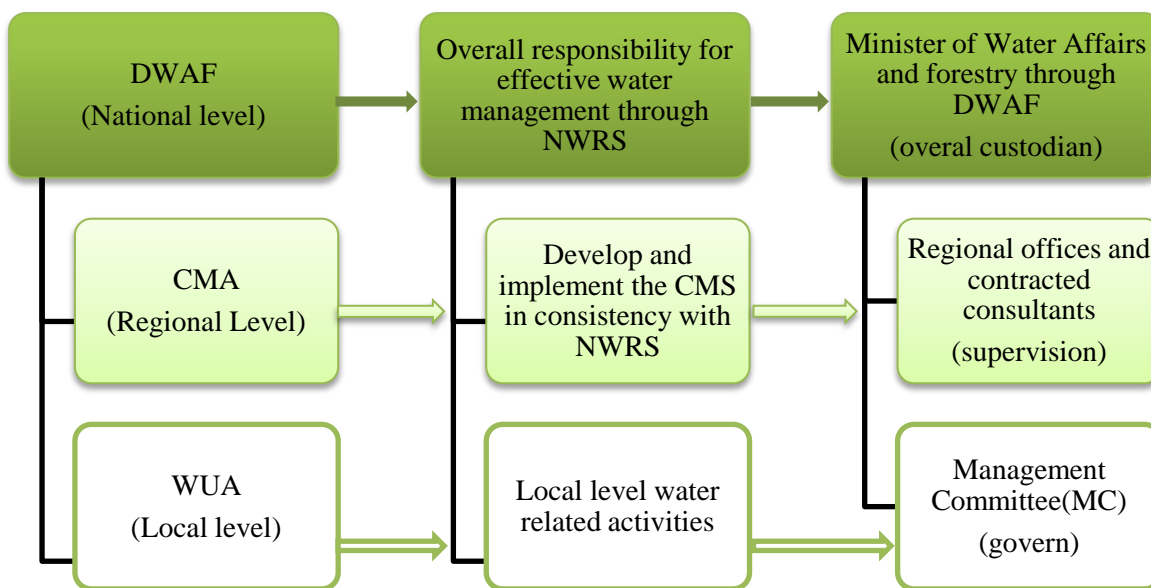 DWAF
(National level)
Overall responsibility for
effective water
management through
NWRS
Minister of Water Affairs
and forestry through
DWAF
(overal custodian)
CMA
(Regional Level)
Develop and
implement the CMS
in consistency with
NWRS
Regional offices and
contracted
consultants
(supervision)
WUA
(Local level)
Local level water
related activities
Management
Committee(MC)
(govern)